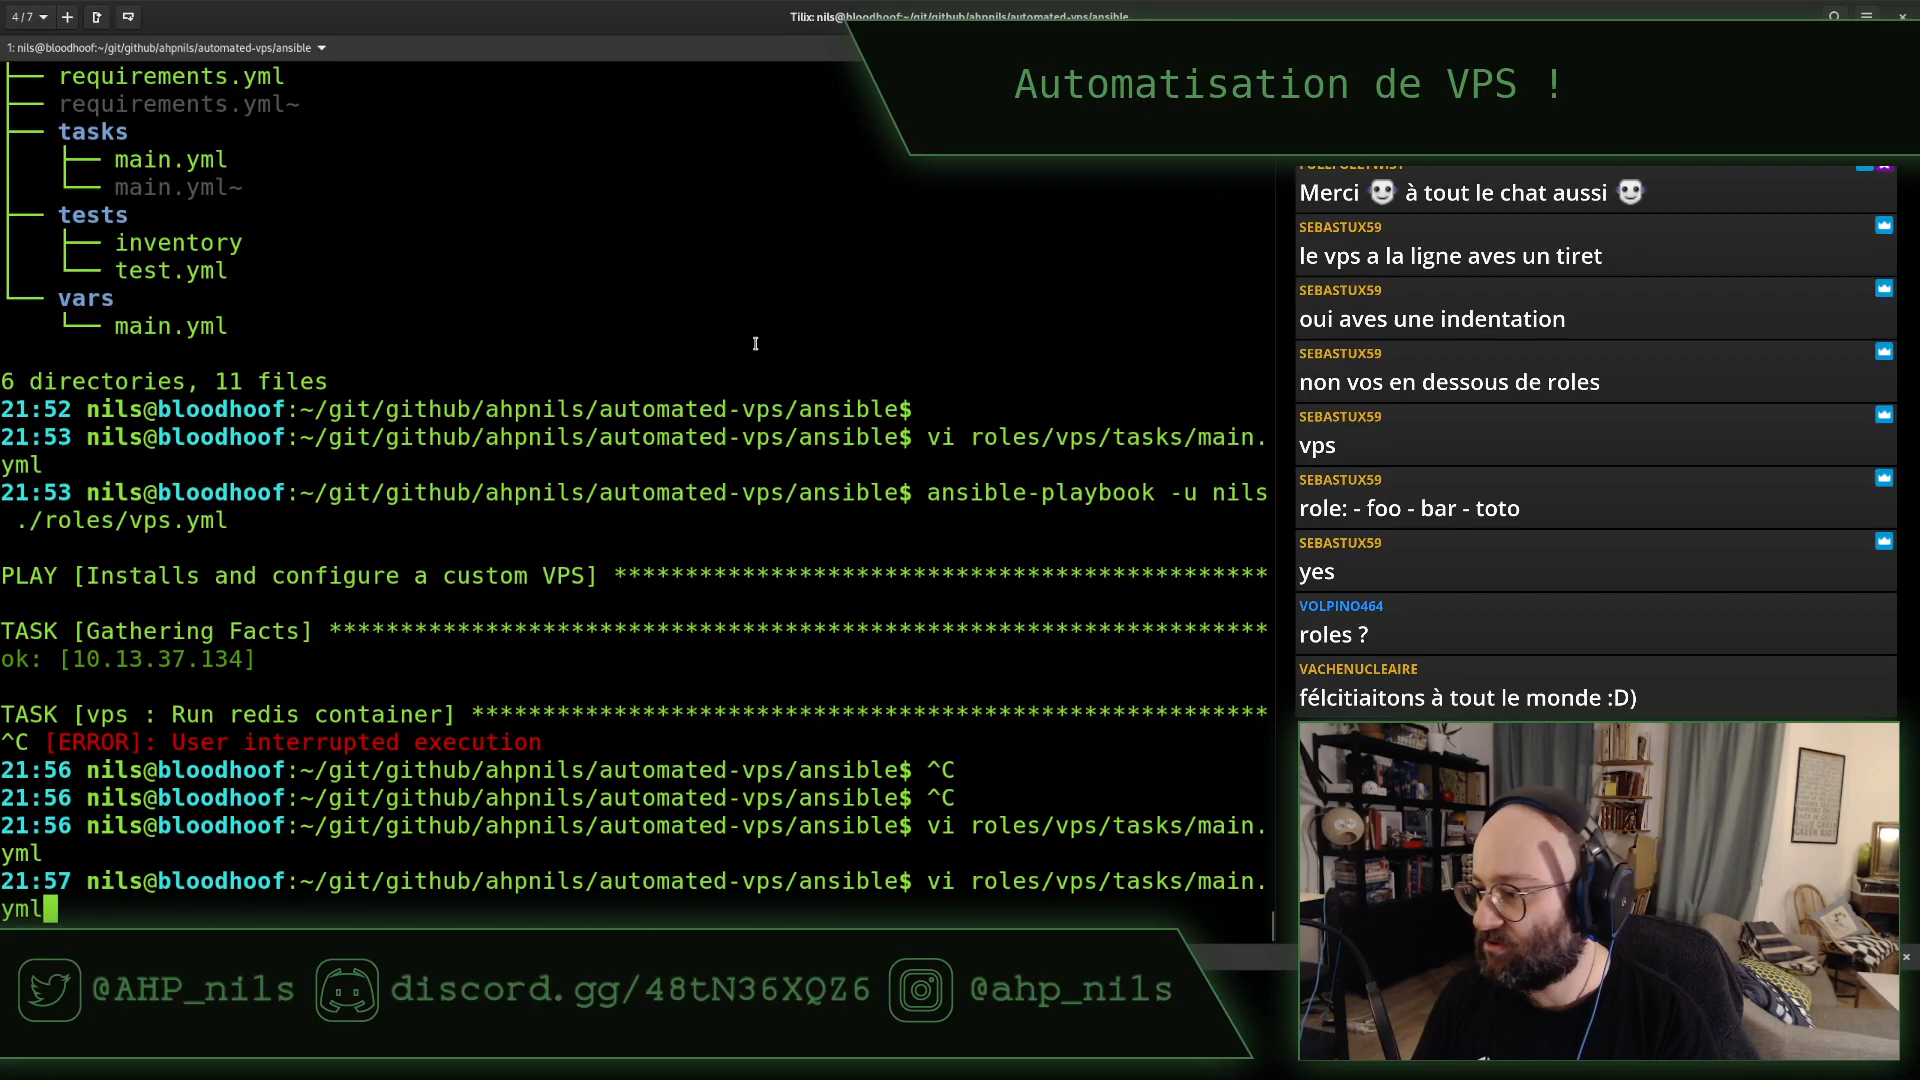 4 / 7
Tilix: nils@bloodhoof:~/git/github/ahpnils/automated-vps/ansible
1: nils@bloodhoof:~/git/github/ahpnils/automated-vps/ansible
Automatisation de VPS !
├── requirements.yml
├── requirements.yml~
├── tasks
│   ├── main.yml
│   └── main.yml~
├── tests
│   ├── inventory
│   └── test.yml
└── vars
    └── main.yml
6 directories, 11 files
21:52 nils@bloodhoof:~/git/github/ahpnils/automated-vps/ansible$
21:53 nils@bloodhoof:~/git/github/ahpnils/automated-vps/ansible$ vi roles/vps/tasks/main.
yml
21:53 nils@bloodhoof:~/git/github/ahpnils/automated-vps/ansible$ ansible-playbook -u nils
 ./roles/vps.yml
PLAY [Installs and configure a custom VPS] **********************************************
TASK [Gathering Facts] ******************************************************************
ok: [10.13.37.134]
TASK [vps : Run redis container] ********************************************************
^C [ERROR]: User interrupted execution
21:56 nils@bloodhoof:~/git/github/ahpnils/automated-vps/ansible$ ^C
21:56 nils@bloodhoof:~/git/github/ahpnils/automated-vps/ansible$ ^C
21:56 nils@bloodhoof:~/git/github/ahpnils/automated-vps/ansible$ vi roles/vps/tasks/main.
yml
21:57 nils@bloodhoof:~/git/github/ahpnils/automated-vps/ansible$ vi roles/vps/tasks/main.
yml
Merci à tout le chat aussi
SEBASTUX59
le vps a la ligne aves un tiret
SEBASTUX59
oui aves une indentation
SEBASTUX59
non vos en dessous de roles
SEBASTUX59
vps
SEBASTUX59
role: - foo - bar - toto
SEBASTUX59
yes
VOLPINO464
roles ?
VACHENUCLEAIRE
félcitiaitons à tout le monde :D)
@AHP_nils
discord.gg/48tN36XQZ6
@ahp_nils